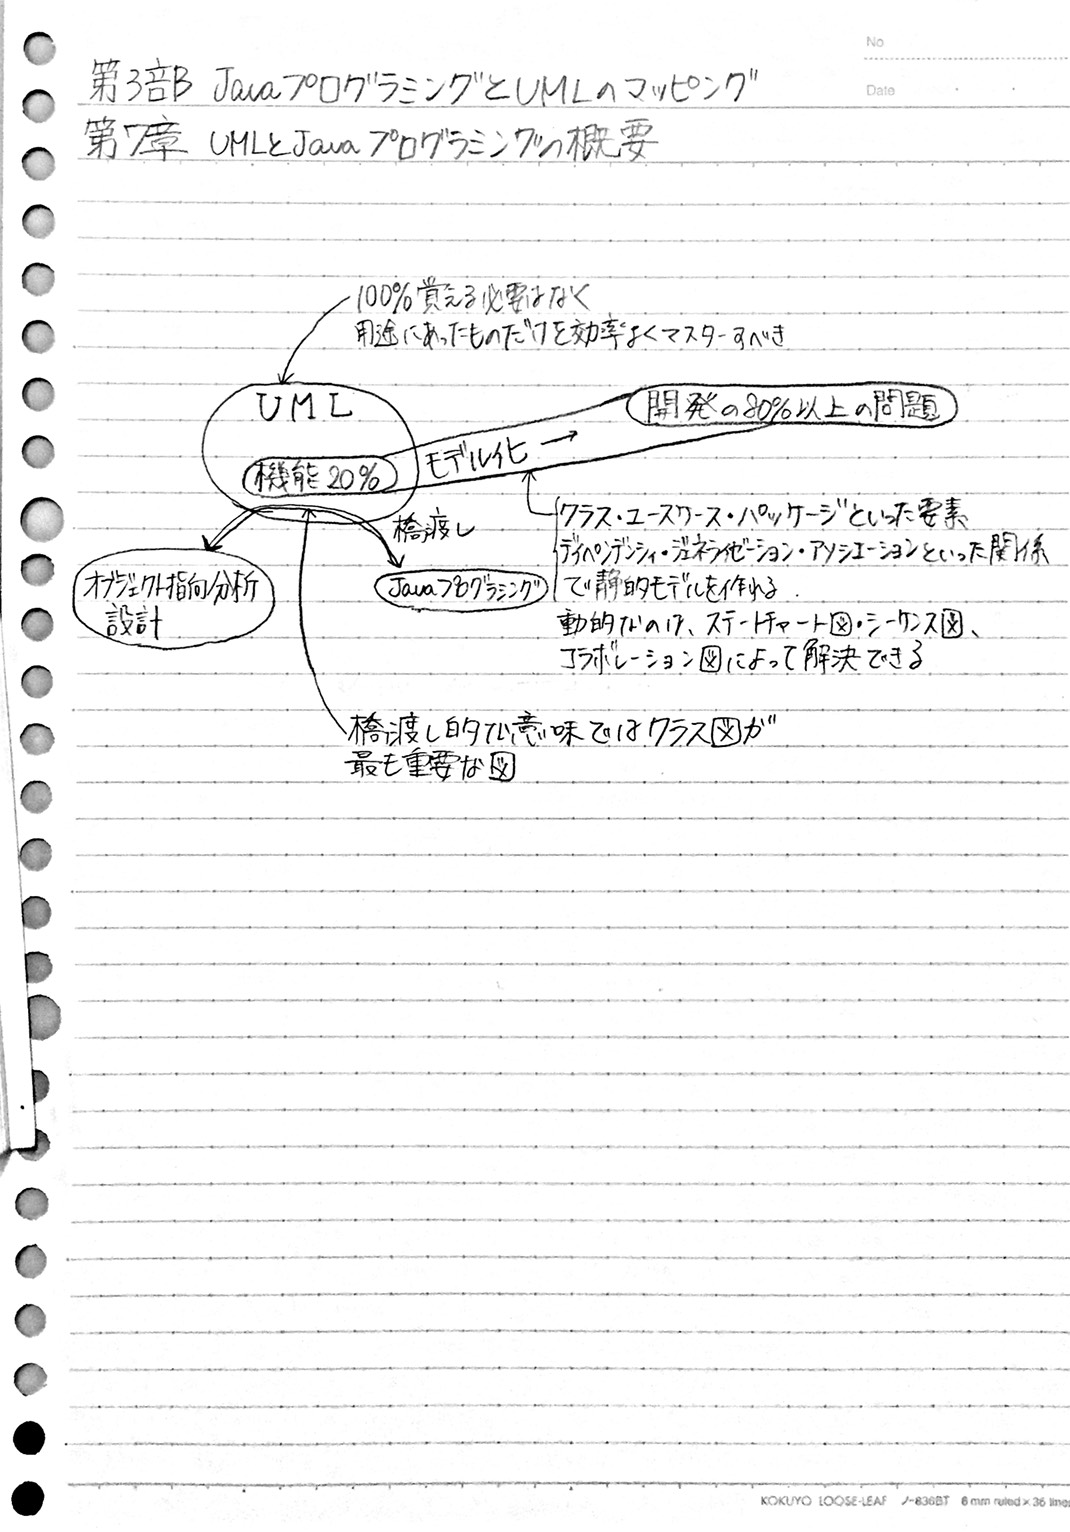 No
Date
第3部B JavaプログラミングとUMLのマッピング
第7章 UMLとJavaプログラミングの概要
100%覚える必要はなく
用途にあったものだけを効率よくマスターすべき
UML
機能20%
モデル化
開発の80%以上の問題
橋渡し
オブジェクト指向分析
設計
Javaプログラミング
クラス・ユースケース・パッケージといった要素
ディペンデンシィ・ジェネライゼーション・アソシエーションといった関係
で静的モデルを作れる.
動的なのは、ステートチャート図・シーケンス図、
コラボレーション図によって解決できる
橋渡し的な意味ではクラス図が
最も重要な図
KOKUYO LOOSE-LEAF ノ-836BT 6 mm ruled×36 lines